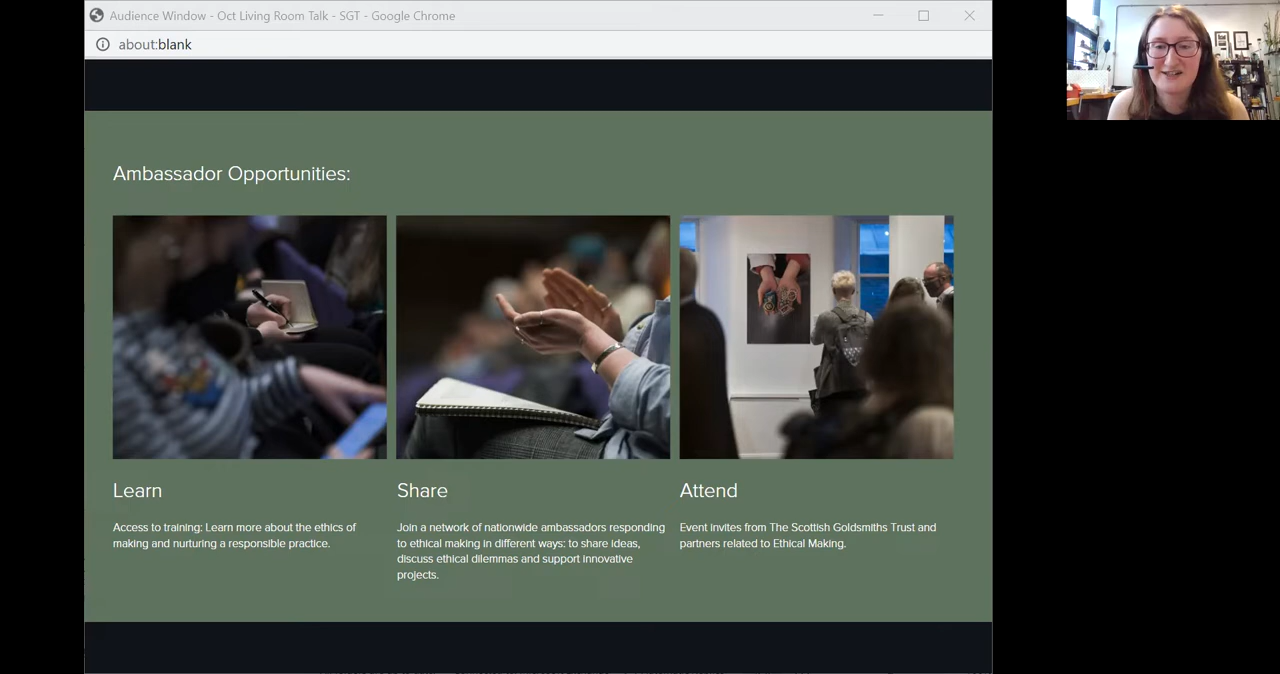 Audience Window - Oct Living Room Talk - SGT - Google Chrome
about:blank
Ambassador Opportunities:
Learn
Access to training: Learn more about the ethics of
making and nurturing a responsible practice.
Share
Join a network of nationwide ambassadors responding
to ethical making in different ways: to share ideas,
discuss ethical dilemmas and support innovative
projects.
Attend
Event invites from The Scottish Goldsmiths Trust and
partners related to Ethical Making.